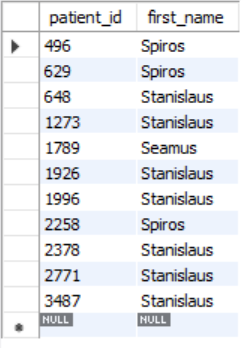 patient_id first_name
496 Spiros
629 Spiros
648 Stanislaus
1273 Stanislaus
1789 Seamus
1926 Stanislaus
1996 Stanislaus
2258 Spiros
2378 Stanislaus
2771 Stanislaus
3487 Stanislaus
NULL NULL